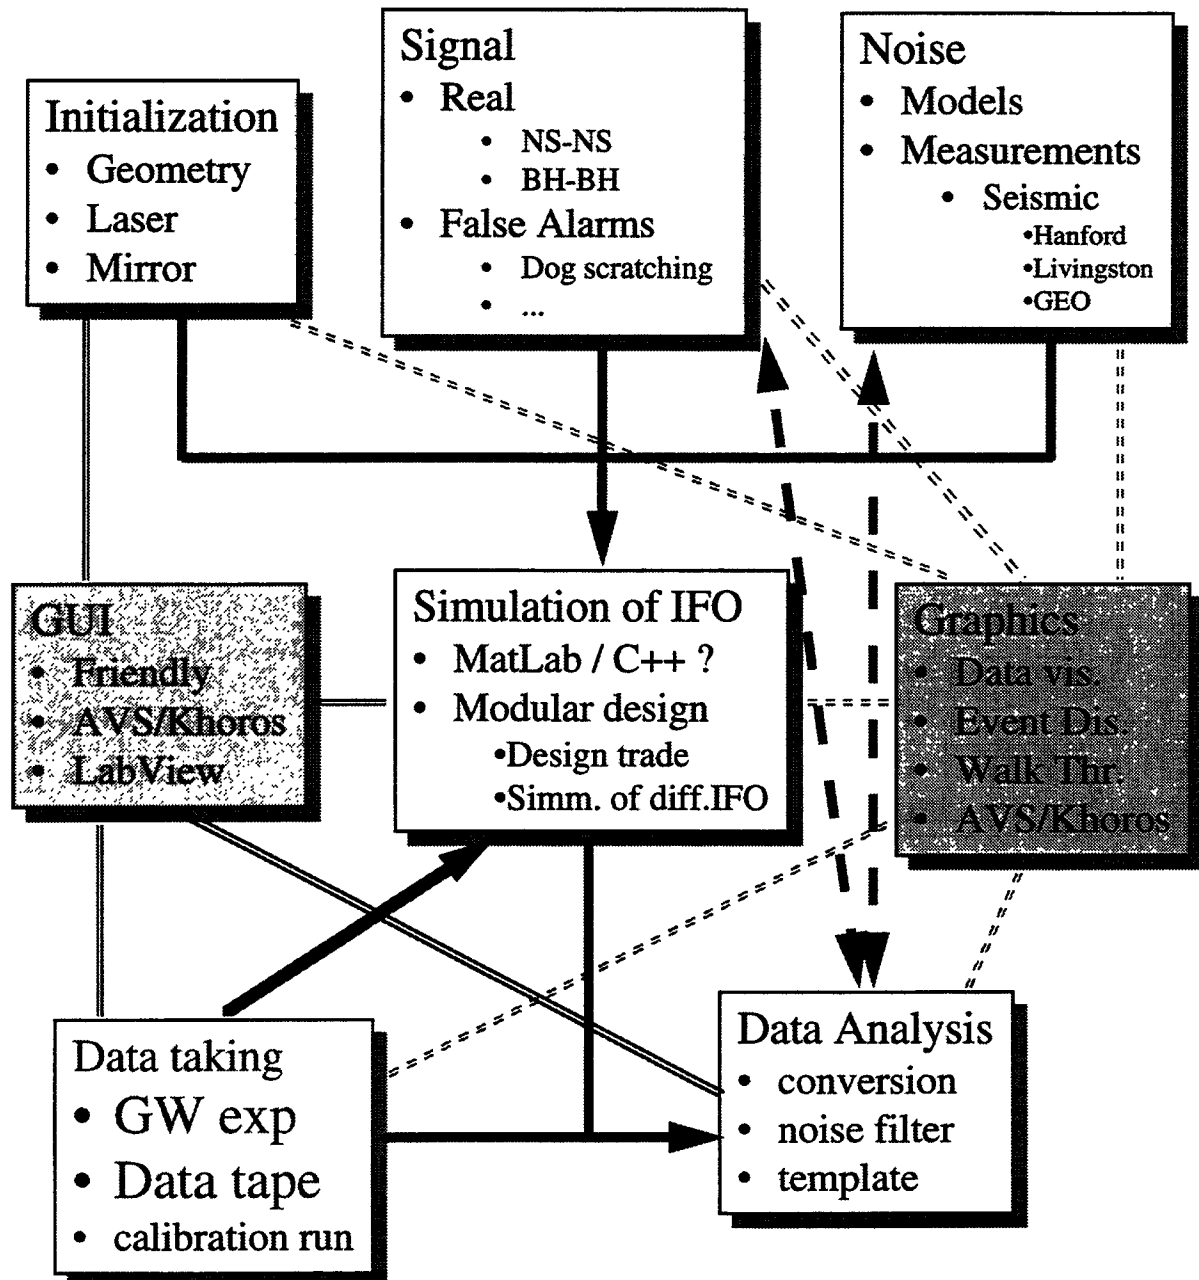 Initialization
• Geometry
• Laser
• Mirror
Signal
• Real
• NS-NS
• BH-BH
• False Alarms
• Dog scratching
• ...
Noise
• Models
• Measurements
• Seismic
•Hanford
•Livingston
•GEO
GUI
• Friendly
• AVS/Khoros
• LabView
Simulation of IFO
• MatLab / C++ ?
• Modular design
•Design trade
•Simm. of diff.IFO
Graphics
• Data vis.
• Event Dis.
• Walk Thr.
• AVS/Khoros
Data taking
• GW exp
• Data tape
• calibration run
Data Analysis
• conversion
• noise filter
• template